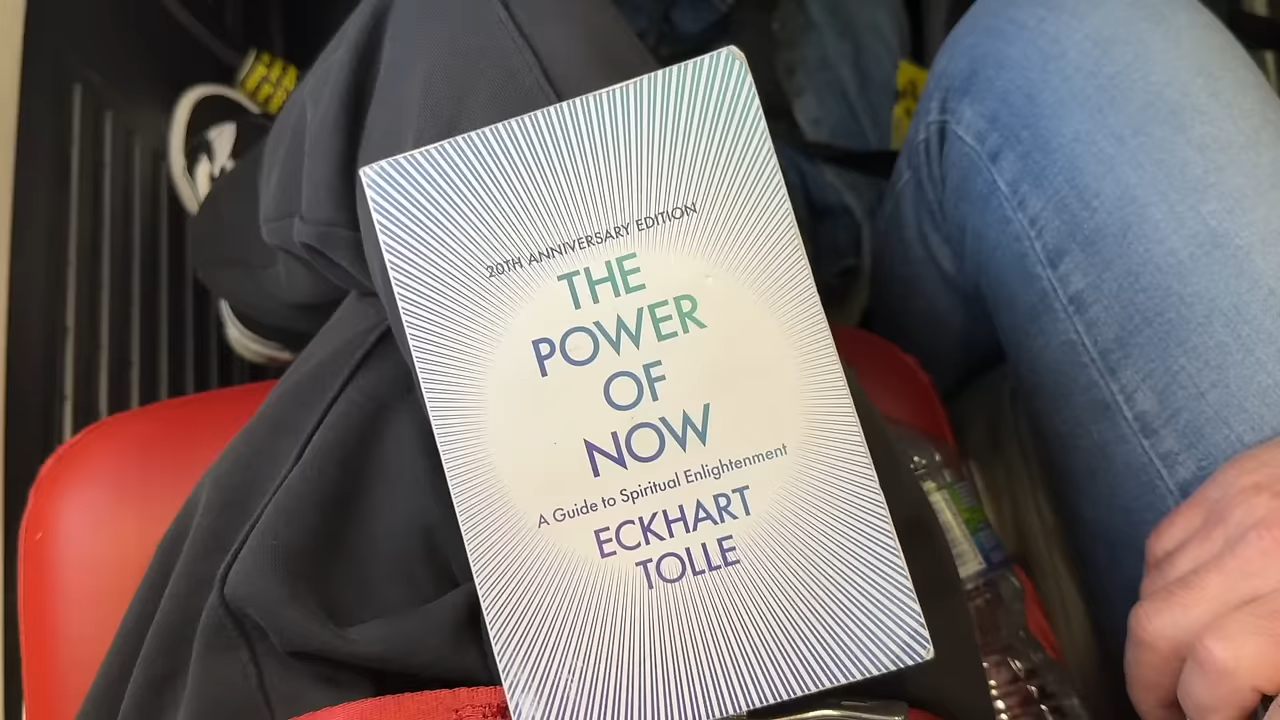 20TH ANNIVERSARY EDITION
THE
POWER
OF
NOW
A Guide to Spiritual Enlightenment
ECKHART
TOLLE